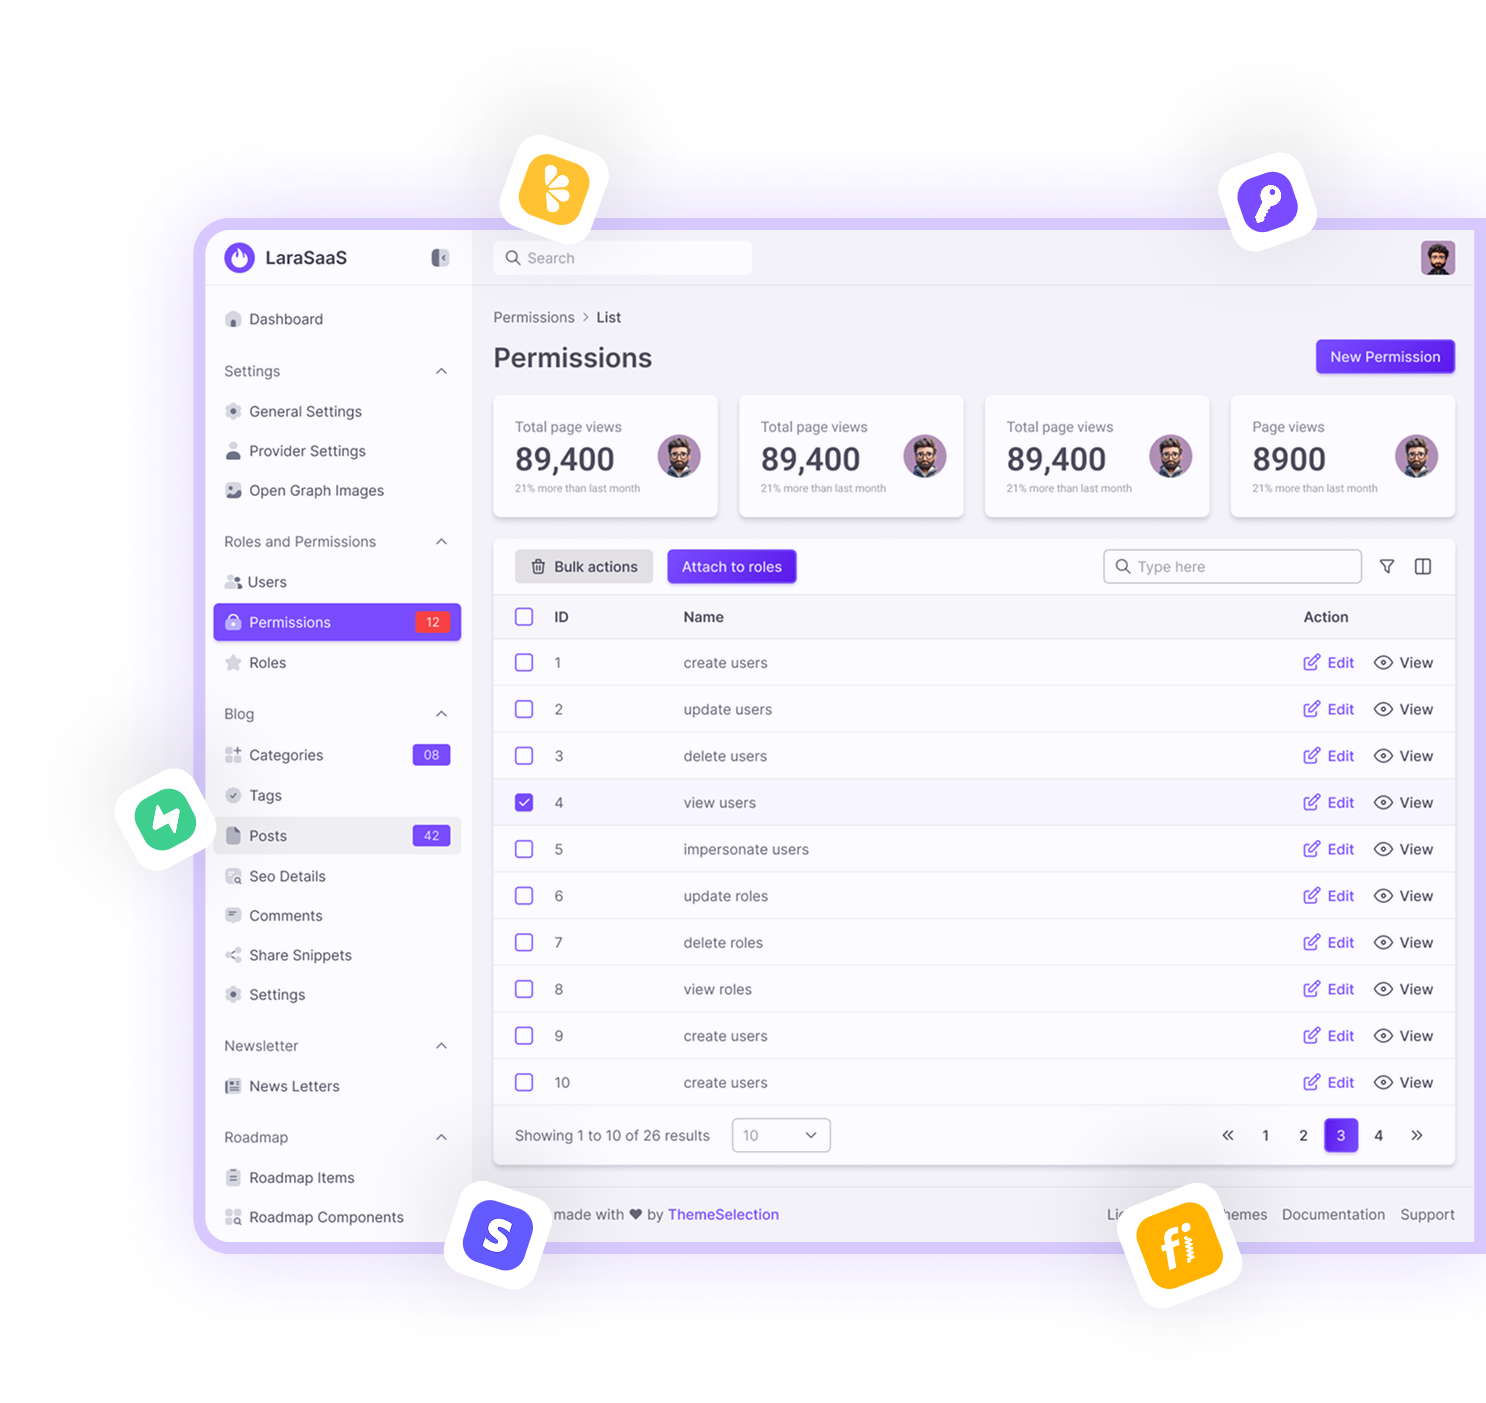 LaraSaaS
Search
Dashboard
Settings
General Settings
Provider Settings
Open Graph Images
Roles and Permissions
Users
Permissions 12
Roles
Blog
Categories 08
Tags
Posts 42
Seo Details
Comments
Share Snippets
Settings
Newsletter
News Letters
Roadmap
Roadmap Items
Roadmap Components
Permissions > List
Permissions
New Permission
Total page views
89,400
21% more than last month
Total page views
89,400
21% more than last month
Total page views
89,400
21% more than last month
Page views
8900
21% more than last month
Bulk actions Attach to roles Type here
ID Name Action
1 create users Edit View
2 update users Edit View
3 delete users Edit View
4 view users Edit View
5 impersonate users Edit View
6 update roles Edit View
7 delete roles Edit View
8 view roles Edit View
9 create users Edit View
10 create users Edit View
Showing 1 to 10 of 26 results 10 « 1 2 3 4 »
made with ♥ by ThemeSelection Documentation Support
S
fi